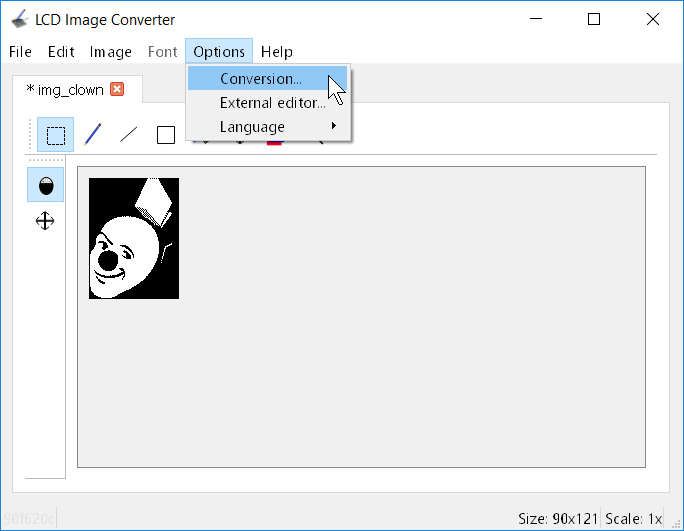 LCD Image Converter
File Edit Image Font Options Help
Conversion...
* img_clown
External editor...
Language
90f620c
Size: 90x121 Scale: 1x